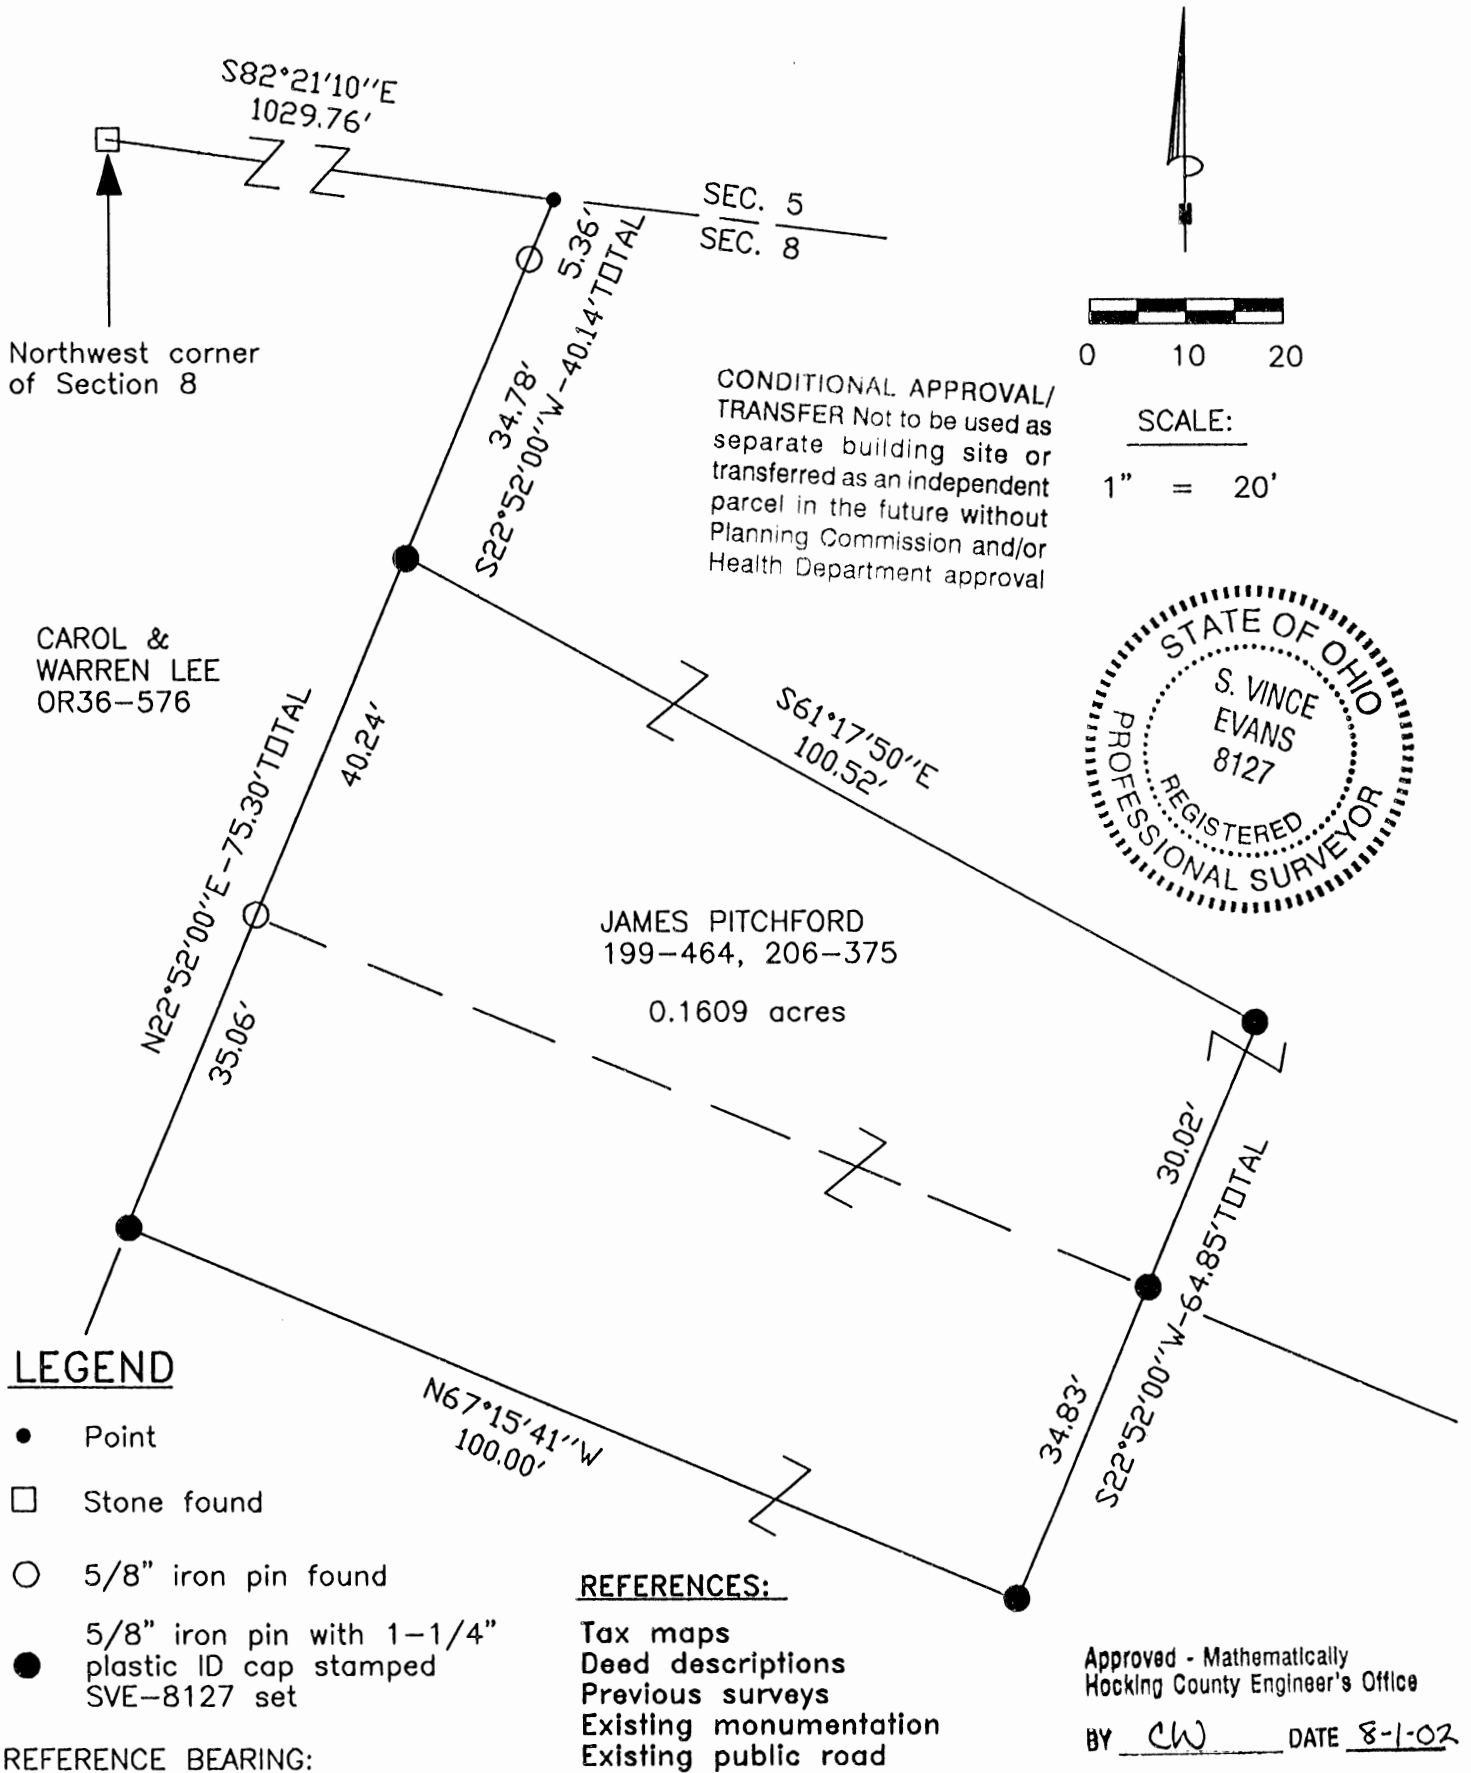 S82°21'10''E
1029.76'
SEC. 5
SEC. 8
5.36'
34.78'
S22°52'00''W-40.14'TOTAL
Northwest corner
of Section 8
N
0 10 20
SCALE:
1" = 20'
CONDITIONAL APPROVAL/
TRANSFER Not to be used as
separate building site or
transferred as an independent
parcel in the future without
Planning Commission and/or
Health Department approval
STATE OF OHIO
S. VINCE
EVANS
8127
REGISTERED
PROFESSIONAL SURVEYOR
CAROL &
WARREN LEE
OR36-576
N22°52'00''E-75.30'TOTAL
40.24'
35.06'
S61°17'50''E
100.52'
JAMES PITCHFORD
199-464, 206-375
0.1609 acres
30.02'
34.83'
S22°52'00''W-64.85'TOTAL
N67°15'41''W
100.00'
LEGEND
Point
Stone found
5/8" iron pin found
5/8" iron pin with 1-1/4"
plastic ID cap stamped
SVE-8127 set
REFERENCE BEARING:
REFERENCES:
Tax maps
Deed descriptions
Previous surveys
Existing monumentation
Existing public road
Approved - Mathematically
Hocking County Engineer's Office
BY CW DATE 8-1-02